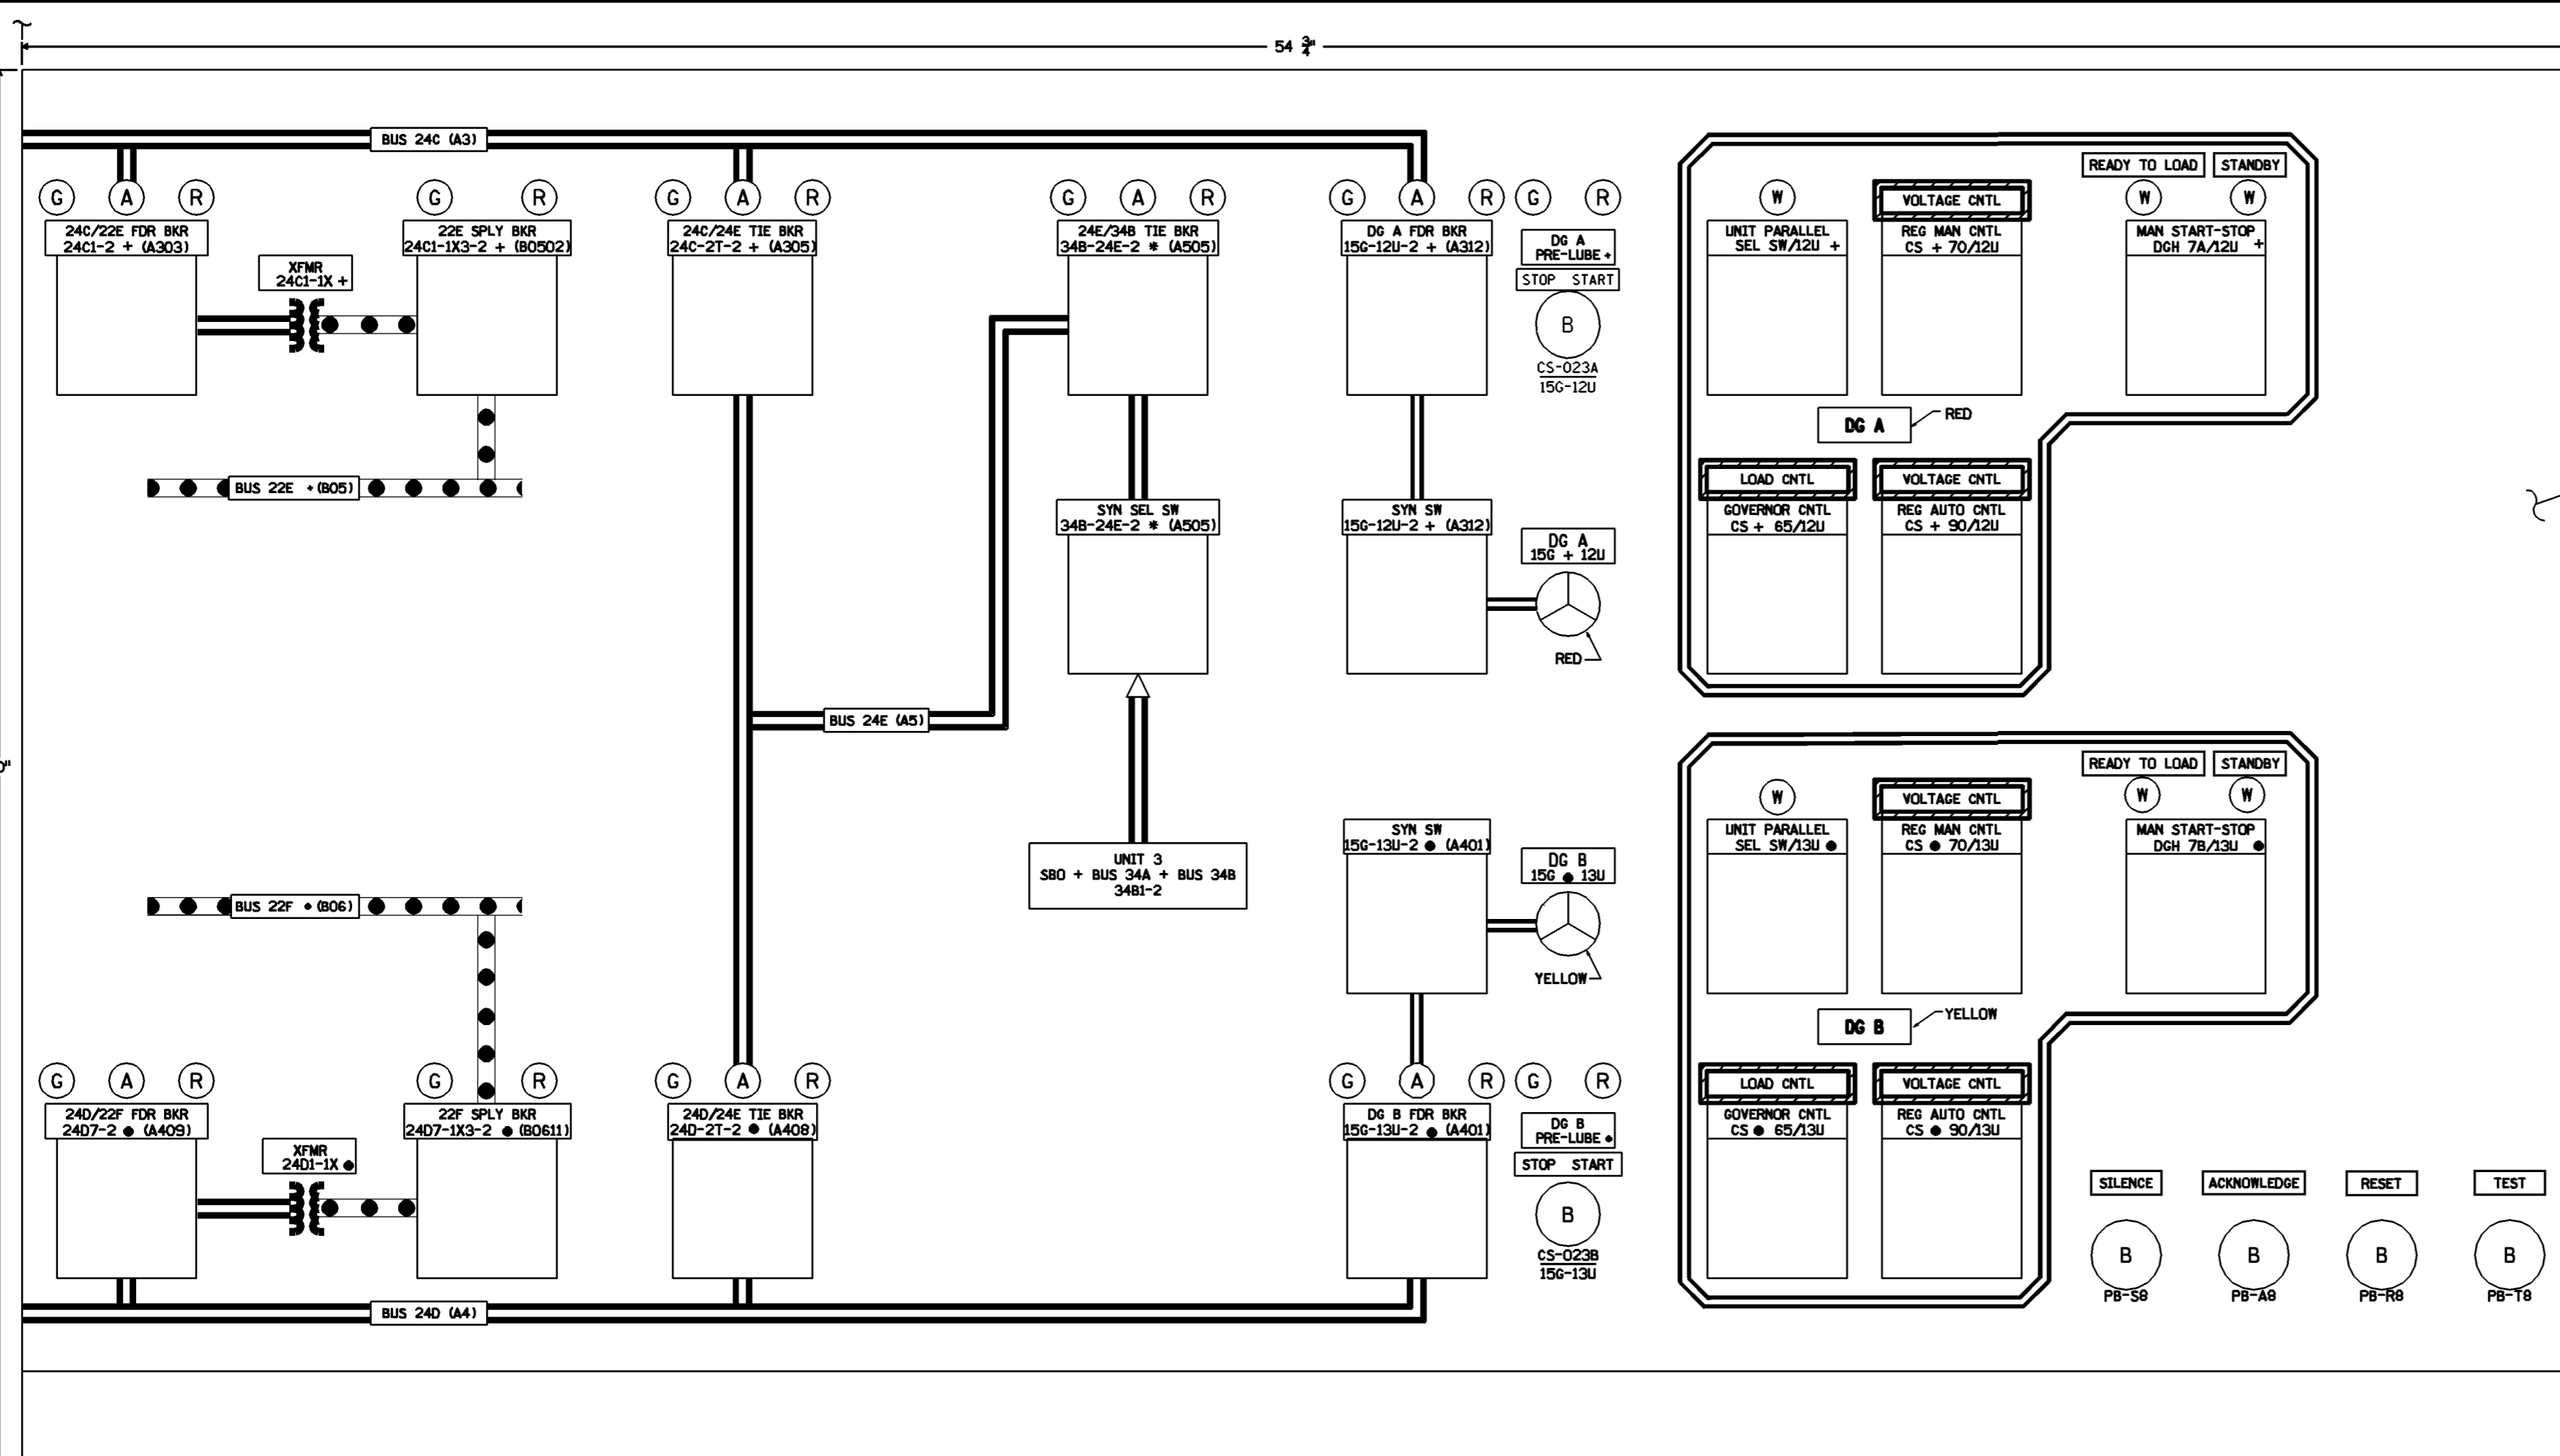 54 3/4"
BUS 24C (A3)
G A R
G R
G A R
G A R
G A R
G R
24C/22E FDR BKR
24C1-2 + (A303)
22E SPLY BKR
24C1-1X3-2 + (B0502)
24C/24E TIE BKR
24C-2T-2 + (A305)
24E/34B TIE BKR
34B-24E-2 * (A505)
DG A FDR BKR
15G-12U-2 + (A312)
DG A
PRE-LUBE +
STOP START
B
CS-023A
15G-12U
XFMR
24C1-1X +
BUS 22E + (B05)
SYN SEL SW
34B-24E-2 * (A505)
SYN SW
15G-12U-2 + (A312)
DG A
15G + 12U
RED
BUS 24E (A5)
UNIT 3
SBO + BUS 34A + BUS 34B
34B1-2
READY TO LOAD
STANDBY
W
VOLTAGE CNTL
W
W
UNIT PARALLEL
SEL SW/12U +
REG MAN CNTL
CS + 70/12U
MAN START-STOP
DGH 7A/12U +
DG A
RED
LOAD CNTL
VOLTAGE CNTL
GOVERNOR CNTL
CS + 65/12U
REG AUTO CNTL
CS + 90/12U
0"
BUS 22F ● (B06)
SYN SW
15G-13U-2 ● (A401)
DG B
15G ● 13U
YELLOW
G A R
G R
G A R
G A R
G R
24D/22F FDR BKR
24D7-2 ● (A409)
22F SPLY BKR
24D7-1X3-2 ● (B0611)
24D/24E TIE BKR
24D-2T-2 ● (A408)
DG B FDR BKR
15G-13U-2 ● (A401)
DG B
PRE-LUBE ●
STOP START
B
CS-023B
15G-13U
XFMR
24D1-1X ●
BUS 24D (A4)
READY TO LOAD
STANDBY
W
VOLTAGE CNTL
W
W
UNIT PARALLEL
SEL SW/13U ●
REG MAN CNTL
CS ● 70/13U
MAN START-STOP
DGH 7B/13U ●
DG B
YELLOW
LOAD CNTL
VOLTAGE CNTL
GOVERNOR CNTL
CS ● 65/13U
REG AUTO CNTL
CS ● 90/13U
SILENCE
ACKNOWLEDGE
RESET
TEST
B
B
B
B
PB-S8
PB-A8
PB-R8
PB-T8